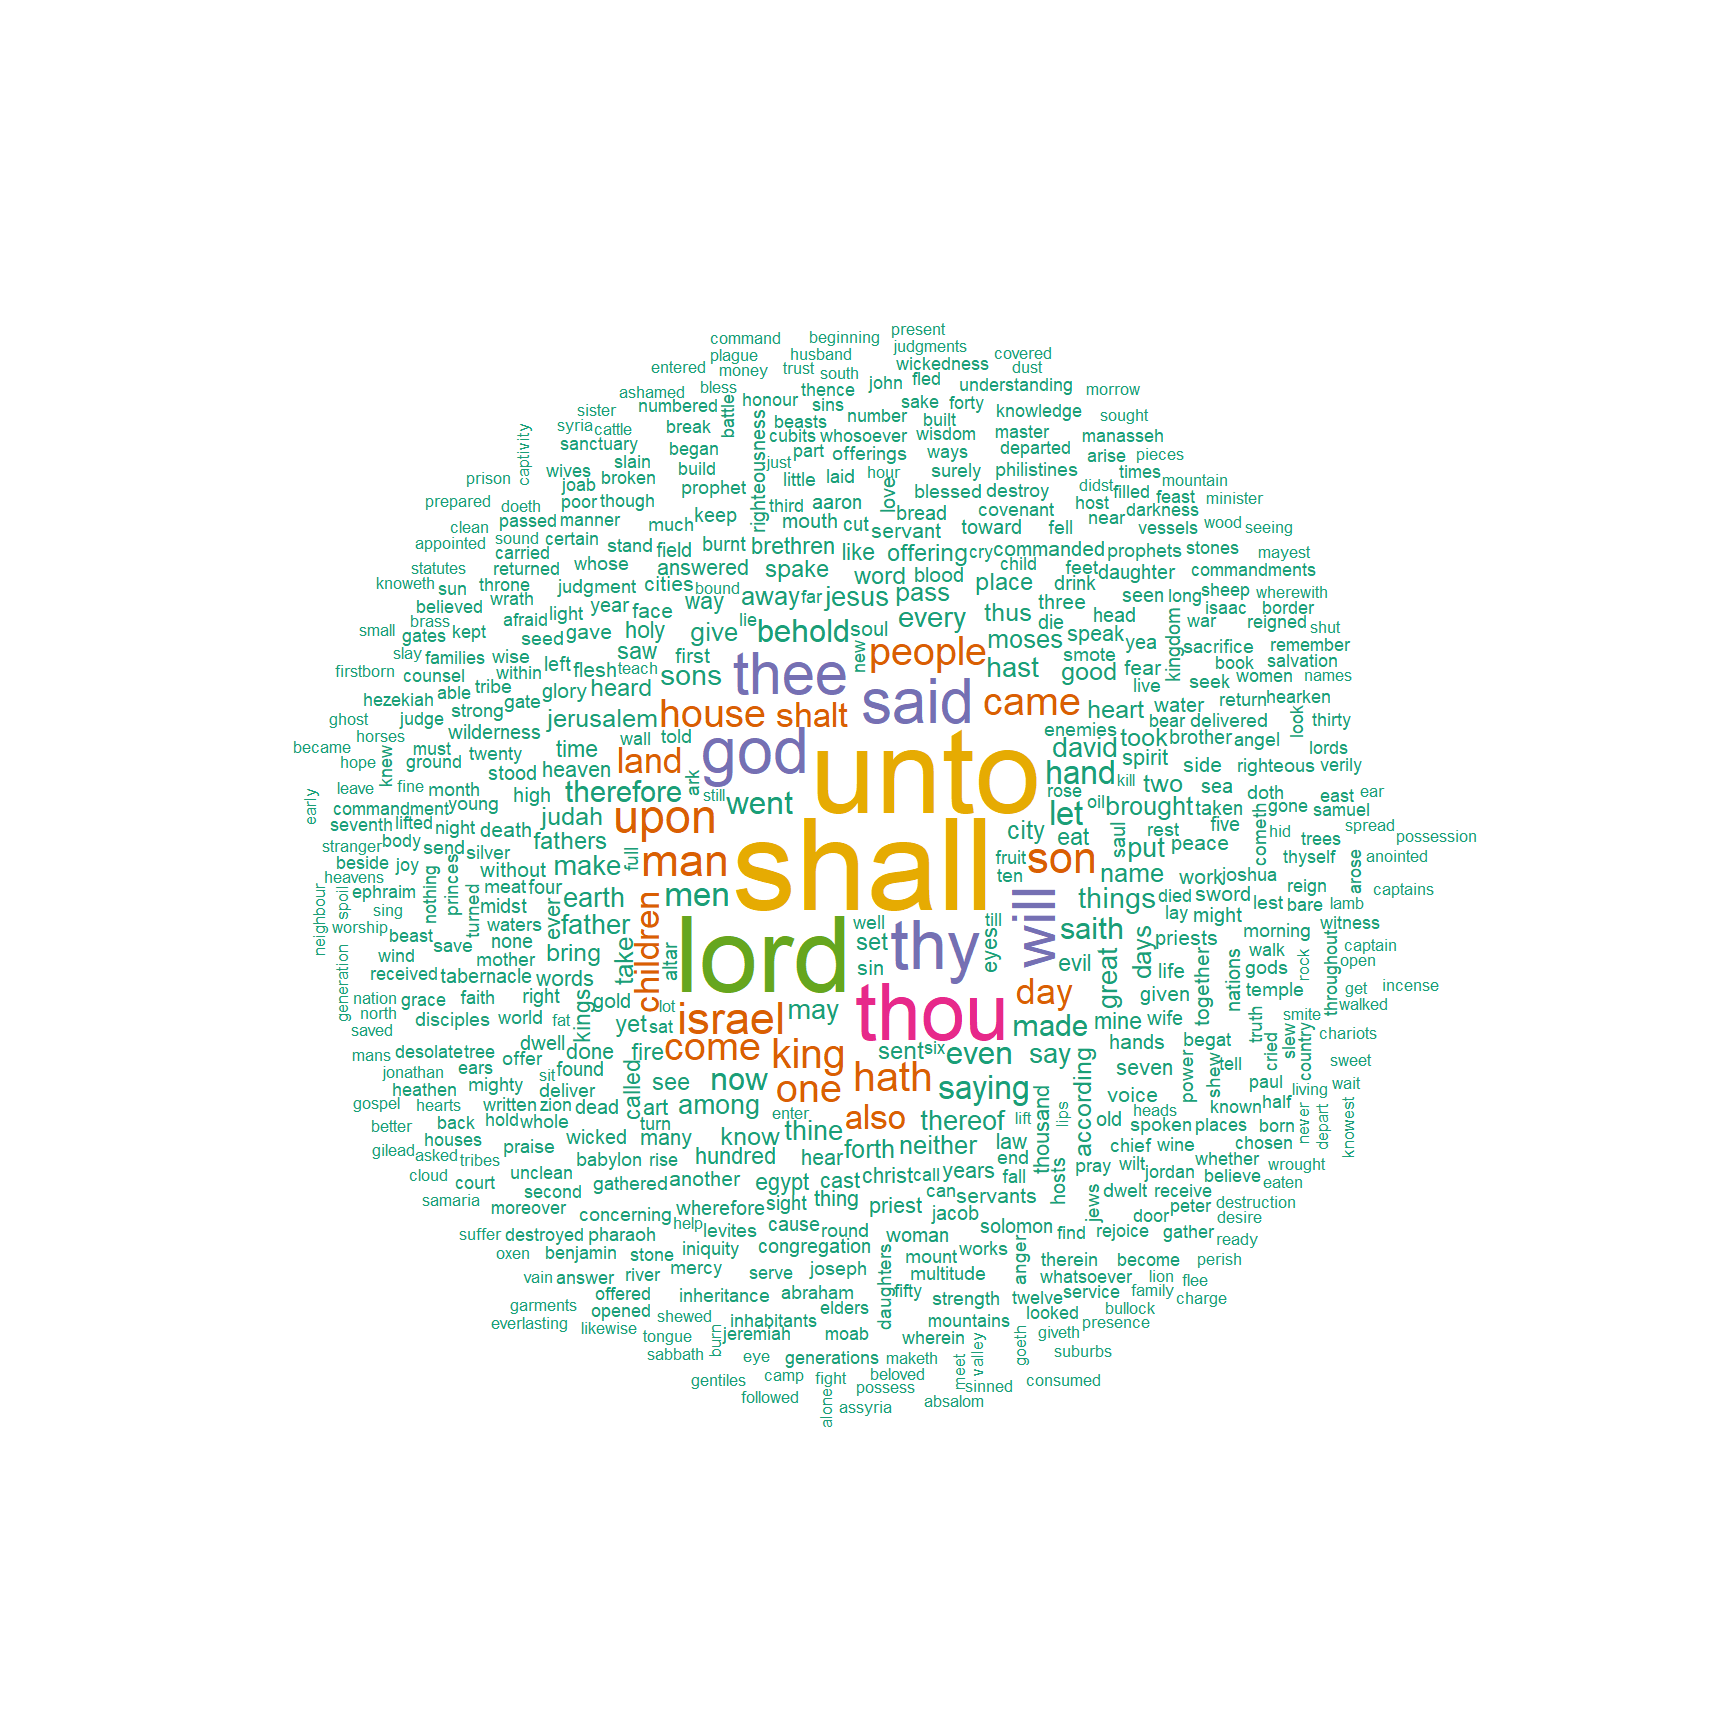 command beginning present
plague husband judgments
entered money trust south wickedness covered
ashamed bless thence john fled dust
sister numbered honour sins sake forty understanding morrow
syria cattle break battle beasts number built knowledge sought
captivity sanctuary began righteousness cubits whosoever wisdom master manasseh
prison wives slain build just part offerings ways departed arise pieces
joab broken prophet little laid hour surely philistines times mountain
prepared doeth poor though third aaron love blessed destroy didst filled feast minister
clean passed manner much keep mouth cut bread covenant host darkness
appointed sound certain stand field burnt brethren like servant toward fell near vessels wood seeing
statutes carried returned whose answered spake offering cry commanded prophets stones mayest
knoweth sun throne judgment cities bound word blood place child drink feet daughter commandments
believed wrath light year face way away far jesus pass three seen long sheep wherewith
small brass gates kept afraid seed gave holy give lie behold soul every thus die head kingdom war isaac border reigned shut
slay families wise left flesh saw first thee new people moses speak yea sacrifice remember
firstborn counsel within teach sons said hast smote good fear book salvation
hezekiah able tribe glory heard house shalt came live seek women names
ghost judge strong gate jerusalem god unto heart water return hearken
became horses wilderness wall told enemies bear delivered look thirty
hope knew must ground twenty time land david took brother angel lords
leave fine month stood heaven ark still hand spirit side righteous verily
early commandment young high therefore went rose kill two sea doth east ear
seventh lifted night death judah upon let oil brought taken gone samuel
stranger body send fathers shall city eat saul rest five hid trees spread possession
beside joy princes silver without make full man fruit put peace cometh thyself arose anointed
heavens ephraim nothing meat four men ten son name work joshua reign
neighbour spoil sing turned midst earth children lord will things died sword lest bare lamb captains
worship beast waters ever father well thy till saith lay might witness
wind save none mother bring take altar set eyes evil great days priests morning captain
generation received tabernacle words sin life together nations walk gods rock throughout open
nation grace faith right gold lot thou day given temple get incense
north disciples world fat kings yet sat israel may made mine wife truth smite walked
saved dwell come king sent six even hands begat cried slew country chariots
mans desolate tree offer done fire say according seven power shew tell sweet
jonathan ears sit found see now one hath saying paul living wait
heathen mighty deliver called voice
gospel hearts written zion dead art among enter also thereof lift thousand lips old heads known half never depart knowest
better back hold whole turn know thine neither law spoken places born
gilead houses praise wicked many hundred hear forth end chief wine chosen
asked tribes babylon rise christ call years fall hosts pray wilt whether wrought
cloud court unclean gathered another egypt cast can servants jordan believe eaten
samaria second wherefore sight thing priest jacob jews dwelt receive destruction
moreover concerning help levites cause round woman solomon door peter desire
suffer destroyed pharaoh find rejoice gather ready
oxen benjamin stone iniquity congregation mount works anger therein become perish
vain answer river mercy serve joseph daughters multitude whatsoever lion flee
offered inheritance abraham fifty strength twelve service family charge
garments opened shewed elders looked bullock
everlasting likewise inhabitants mountains giveth presence
tongue burn jeremiah moab wherein goeth
sabbath eye generations maketh meet valley suburbs
gentiles camp fight beloved sinned consumed
followed alone possess
assyria absalom